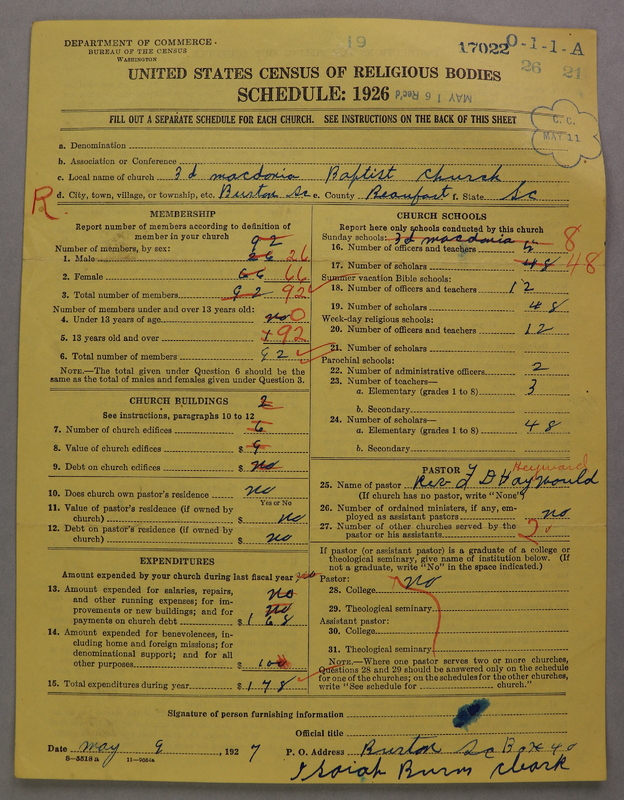 DEPARTMENT OF COMMERCE
BUREAU OF THE CENSUS
WASHINGTON
19
17022 0-1-1-A
26 21
UNITED STATES CENSUS OF RELIGIOUS BODIES
SCHEDULE: 1926
MAY 16 Rec'd
FILL OUT A SEPARATE SCHEDULE FOR EACH CHURCH. SEE INSTRUCTIONS ON THE BACK OF THIS SHEET
C. C.
MAY 11
a. Denomination
b. Association or Conference
c. Local name of church 3d macdonia Baptist church
R
d. City, town, village, or township, etc. Burton Sc e. County Beaufort f. State Sc
MEMBERSHIP
Report number of members according to definition of
member in your church
92
Number of members, by sex:
1. Male 26 26
2. Female 66 66
3. Total number of members 92 92
Number of members under and over 13 years old:
4. Under 13 years of age no 0
5. 13 years old and over 92
6. Total number of members 92
NOTE.—The total given under Question 6 should be
same as the total of males and females given under Question 3.
CHURCH BUILDINGS
2
See instructions, paragraphs 10 to 12
7. Number of church edifices 6
8. Value of church edifices $ 9
9. Debt on church edifices $ no
10. Does church own pastor's residence no
Yes or No
11. Value of pastor's residence (if owned by
church) $ no
12. Debt on pastor's residence (if owned by
church) $ no
EXPENDITURES
Amount expended by your church during last fiscal year no
13. Amount expended for salaries, repairs, no
and other running expenses; for im-
provements or new buildings; and for no
payments on church debt $ 168
14. Amount expended for benevolences, in-
cluding home and foreign missions; for
denominational support; and for all
other purposes 100
15. Total expenditures during year $ 178
CHURCH SCHOOLS
Report here only schools conducted by this church
Sunday schools: 3d macdonia
16. Number of officers and teachers 5 8
17. Number of scholars 48 48
Summer vacation Bible schools:
18. Number of officers and teachers 12
19. Number of scholars 48
Week-day religious schools:
20. Number of officers and teachers 12
21. Number of scholars
Parochial schools:
22. Number of administrative officers 2
23. Number of teachers—
a. Elementary (grades 1 to 8) 3
b. Secondary
24. Number of scholars—
a. Elementary (grades 1 to 8) 48
b. Secondary
PASTOR
Heyward
25. Name of pastor Rev
(If church has no pastor, write "None")
26. Number of ordained ministers, if any, em-
ployed as assistant pastors no
27. Number of other churches served by the
pastor or his assistants 2
If pastor (or assistant pastor) is a graduate of a college or
theological seminary, give name of institution below. (If
not a graduate, write "No" in the space indicated.)
Pastor:
28. College no
29. Theological seminary
Assistant pastor:
30. College
31. Theological seminary
NOTE.—Where one pastor serves two or more churches,
Questions 28 and 29 should be answered only on the schedule
for one of the churches; on the schedules for the other churches,
write "See schedule for church."
Signature of person furnishing information
Official title
Date may 9, 1927 P. O. Address Burton Sc Box 40
8-5518 a 11-9054a
Isaiah Burns clark